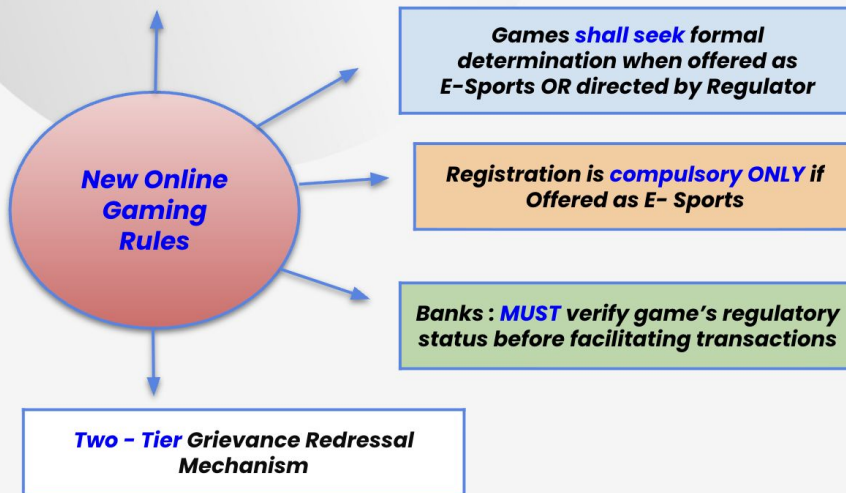 Games shall seek formal
determination when offered as
E-Sports OR directed by Regulator
New Online
Gaming
Rules
Registration is compulsory ONLY if
Offered as E- Sports
Banks : MUST verify game's regulatory
status before facilitating transactions
Two - Tier Grievance Redressal
Mechanism